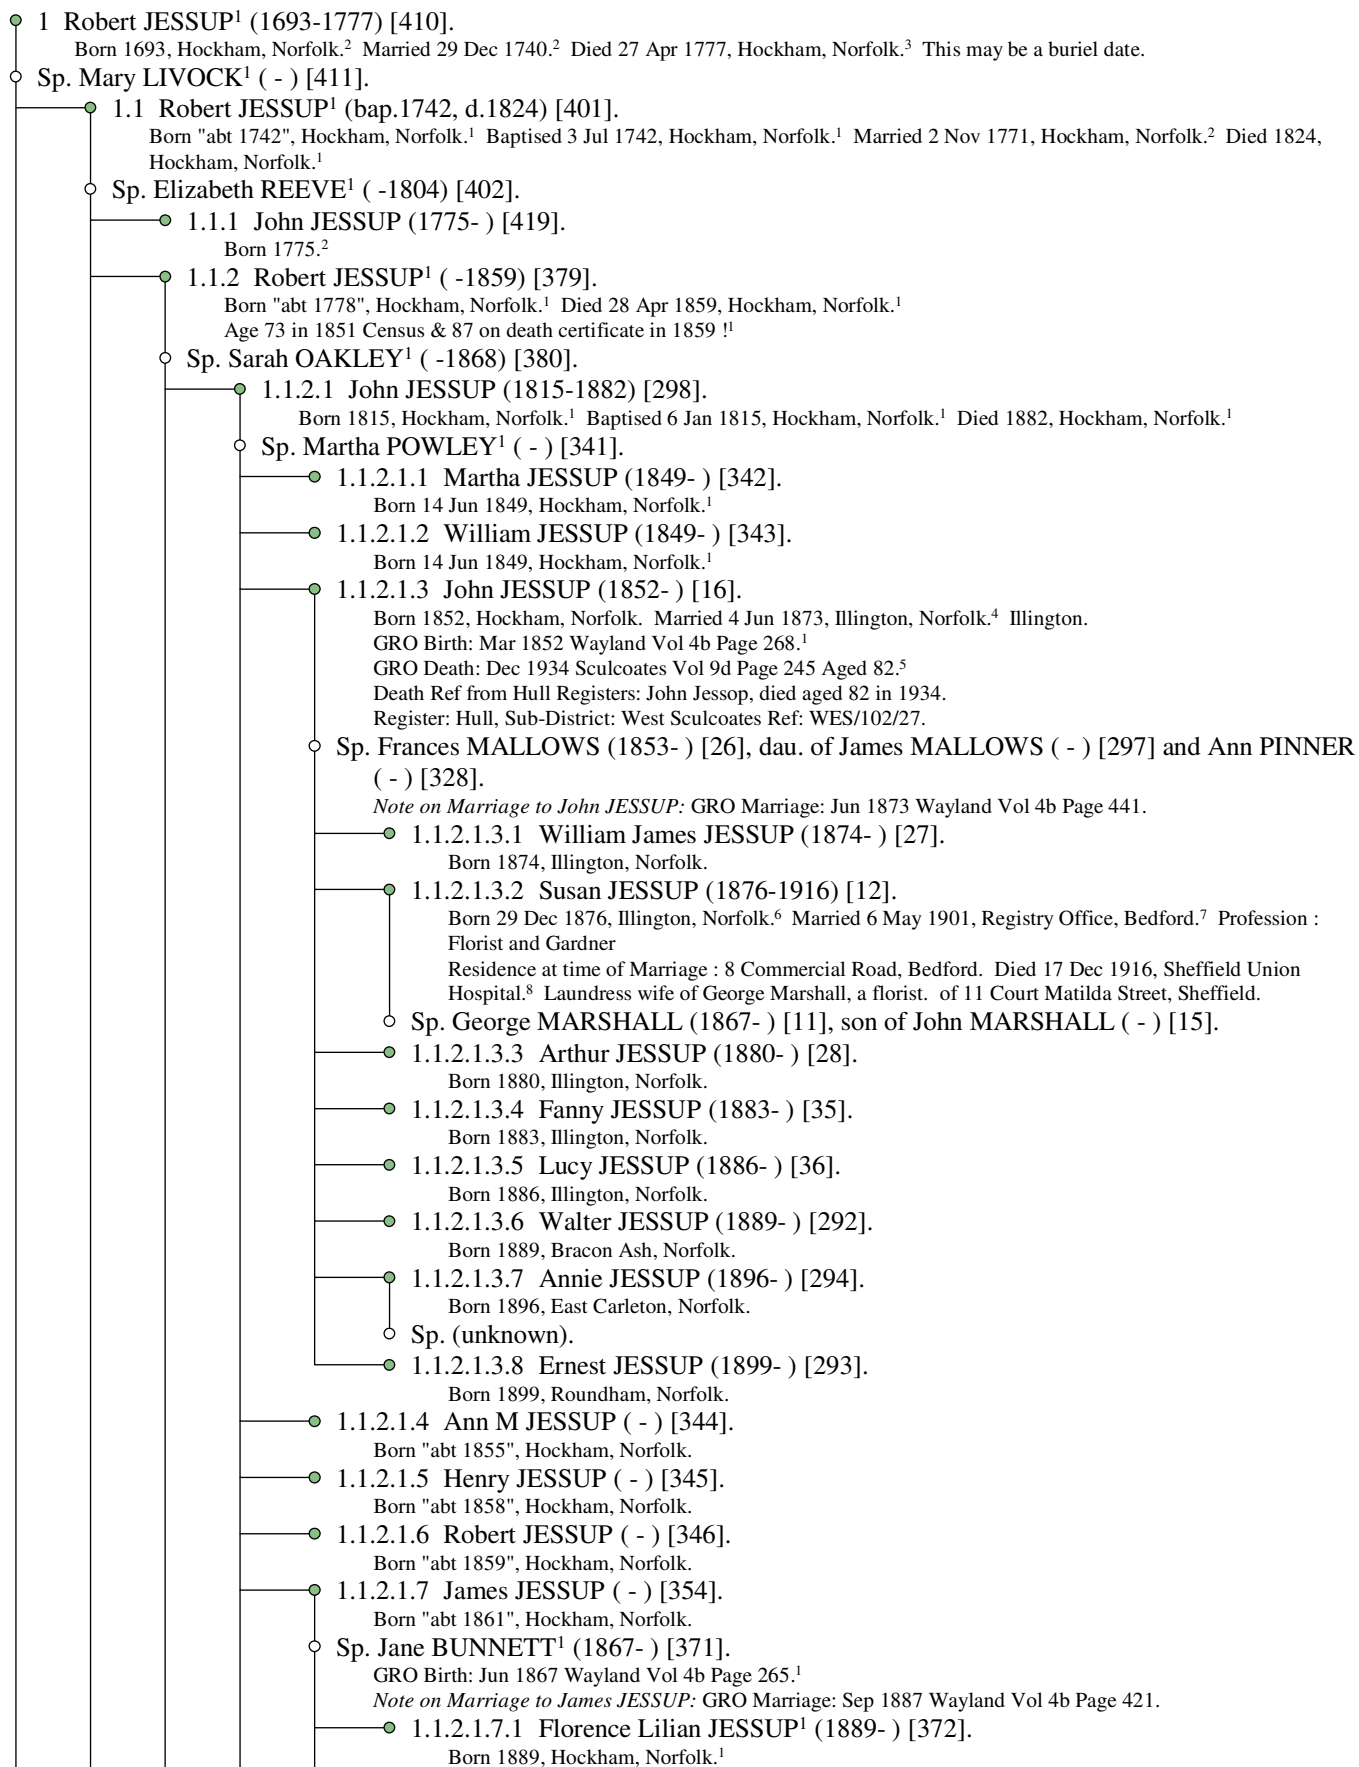 1 Robert JESSUP¹ (1693-1777) [410].
Born 1693, Hockham, Norfolk.² Married 29 Dec 1740.² Died 27 Apr 1777, Hockham, Norfolk.³ This may be a buriel date.
Sp. Mary LIVOCK¹ ( - ) [411].
1.1 Robert JESSUP¹ (bap.1742, d.1824) [401].
Born "abt 1742", Hockham, Norfolk.¹ Baptised 3 Jul 1742, Hockham, Norfolk.¹ Married 2 Nov 1771, Hockham, Norfolk.² Died 1824,
Hockham, Norfolk.¹
Sp. Elizabeth REEVE¹ ( -1804) [402].
1.1.1 John JESSUP (1775- ) [419].
Born 1775.²
1.1.2 Robert JESSUP¹ ( -1859) [379].
Born "abt 1778", Hockham, Norfolk.¹ Died 28 Apr 1859, Hockham, Norfolk.¹
Age 73 in 1851 Census & 87 on death certificate in 1859 !¹
Sp. Sarah OAKLEY¹ ( -1868) [380].
1.1.2.1 John JESSUP (1815-1882) [298].
Born 1815, Hockham, Norfolk.¹ Baptised 6 Jan 1815, Hockham, Norfolk.¹ Died 1882, Hockham, Norfolk.¹
Sp. Martha POWLEY¹ ( - ) [341].
1.1.2.1.1 Martha JESSUP (1849- ) [342].
Born 14 Jun 1849, Hockham, Norfolk.¹
1.1.2.1.2 William JESSUP (1849- ) [343].
Born 14 Jun 1849, Hockham, Norfolk.¹
1.1.2.1.3 John JESSUP (1852- ) [16].
Born 1852, Hockham, Norfolk. Married 4 Jun 1873, Illington, Norfolk.⁴ Illington.
GRO Birth: Mar 1852 Wayland Vol 4b Page 268.¹
GRO Death: Dec 1934 Sculcoates Vol 9d Page 245 Aged 82.⁵
Death Ref from Hull Registers: John Jessop, died aged 82 in 1934.
Register: Hull, Sub-District: West Sculcoates Ref: WES/102/27.
Sp. Frances MALLOWS (1853- ) [26], dau. of James MALLOWS ( - ) [297] and Ann PINNER
( - ) [328].
Note on Marriage to John JESSUP: GRO Marriage: Jun 1873 Wayland Vol 4b Page 441.
1.1.2.1.3.1 William James JESSUP (1874- ) [27].
Born 1874, Illington, Norfolk.
1.1.2.1.3.2 Susan JESSUP (1876-1916) [12].
Born 29 Dec 1876, Illington, Norfolk.⁶ Married 6 May 1901, Registry Office, Bedford.⁷ Profession :
Florist and Gardner
Residence at time of Marriage : 8 Commercial Road, Bedford. Died 17 Dec 1916, Sheffield Union
Hospital.⁸ Laundress wife of George Marshall, a florist. of 11 Court Matilda Street, Sheffield.
Sp. George MARSHALL (1867- ) [11], son of John MARSHALL ( - ) [15].
1.1.2.1.3.3 Arthur JESSUP (1880- ) [28].
Born 1880, Illington, Norfolk.
1.1.2.1.3.4 Fanny JESSUP (1883- ) [35].
Born 1883, Illington, Norfolk.
1.1.2.1.3.5 Lucy JESSUP (1886- ) [36].
Born 1886, Illington, Norfolk.
1.1.2.1.3.6 Walter JESSUP (1889- ) [292].
Born 1889, Bracon Ash, Norfolk.
1.1.2.1.3.7 Annie JESSUP (1896- ) [294].
Born 1896, East Carleton, Norfolk.
Sp. (unknown).
1.1.2.1.3.8 Ernest JESSUP (1899- ) [293].
Born 1899, Roundham, Norfolk.
1.1.2.1.4 Ann M JESSUP ( - ) [344].
Born "abt 1855", Hockham, Norfolk.
1.1.2.1.5 Henry JESSUP ( - ) [345].
Born "abt 1858", Hockham, Norfolk.
1.1.2.1.6 Robert JESSUP ( - ) [346].
Born "abt 1859", Hockham, Norfolk.
1.1.2.1.7 James JESSUP ( - ) [354].
Born "abt 1861", Hockham, Norfolk.
Sp. Jane BUNNETT¹ (1867- ) [371].
GRO Birth: Jun 1867 Wayland Vol 4b Page 265.¹
Note on Marriage to James JESSUP: GRO Marriage: Sep 1887 Wayland Vol 4b Page 421.
1.1.2.1.7.1 Florence Lilian JESSUP¹ (1889- ) [372].
Born 1889, Hockham, Norfolk.¹